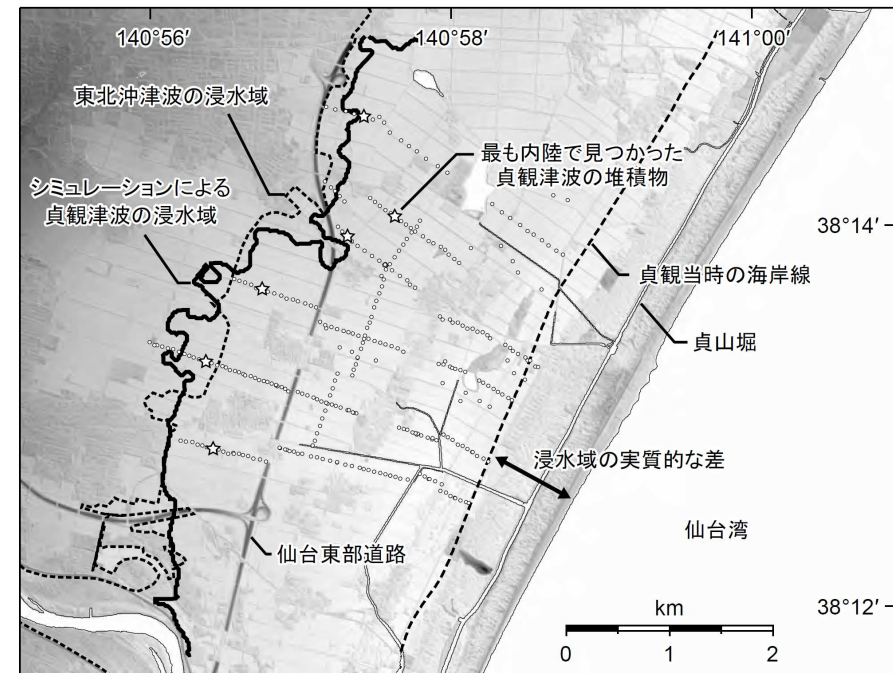 140°56′
140°58′
141°00′
東北沖津波の浸水域
最も内陸で見つかった
貞観津波の堆積物
シミュレーションによる
貞観津波の浸水域
38°14′
貞観当時の海岸線
貞山堀
浸水域の実質的な差
仙台湾
仙台東部道路
38°12′
km
0 1 2